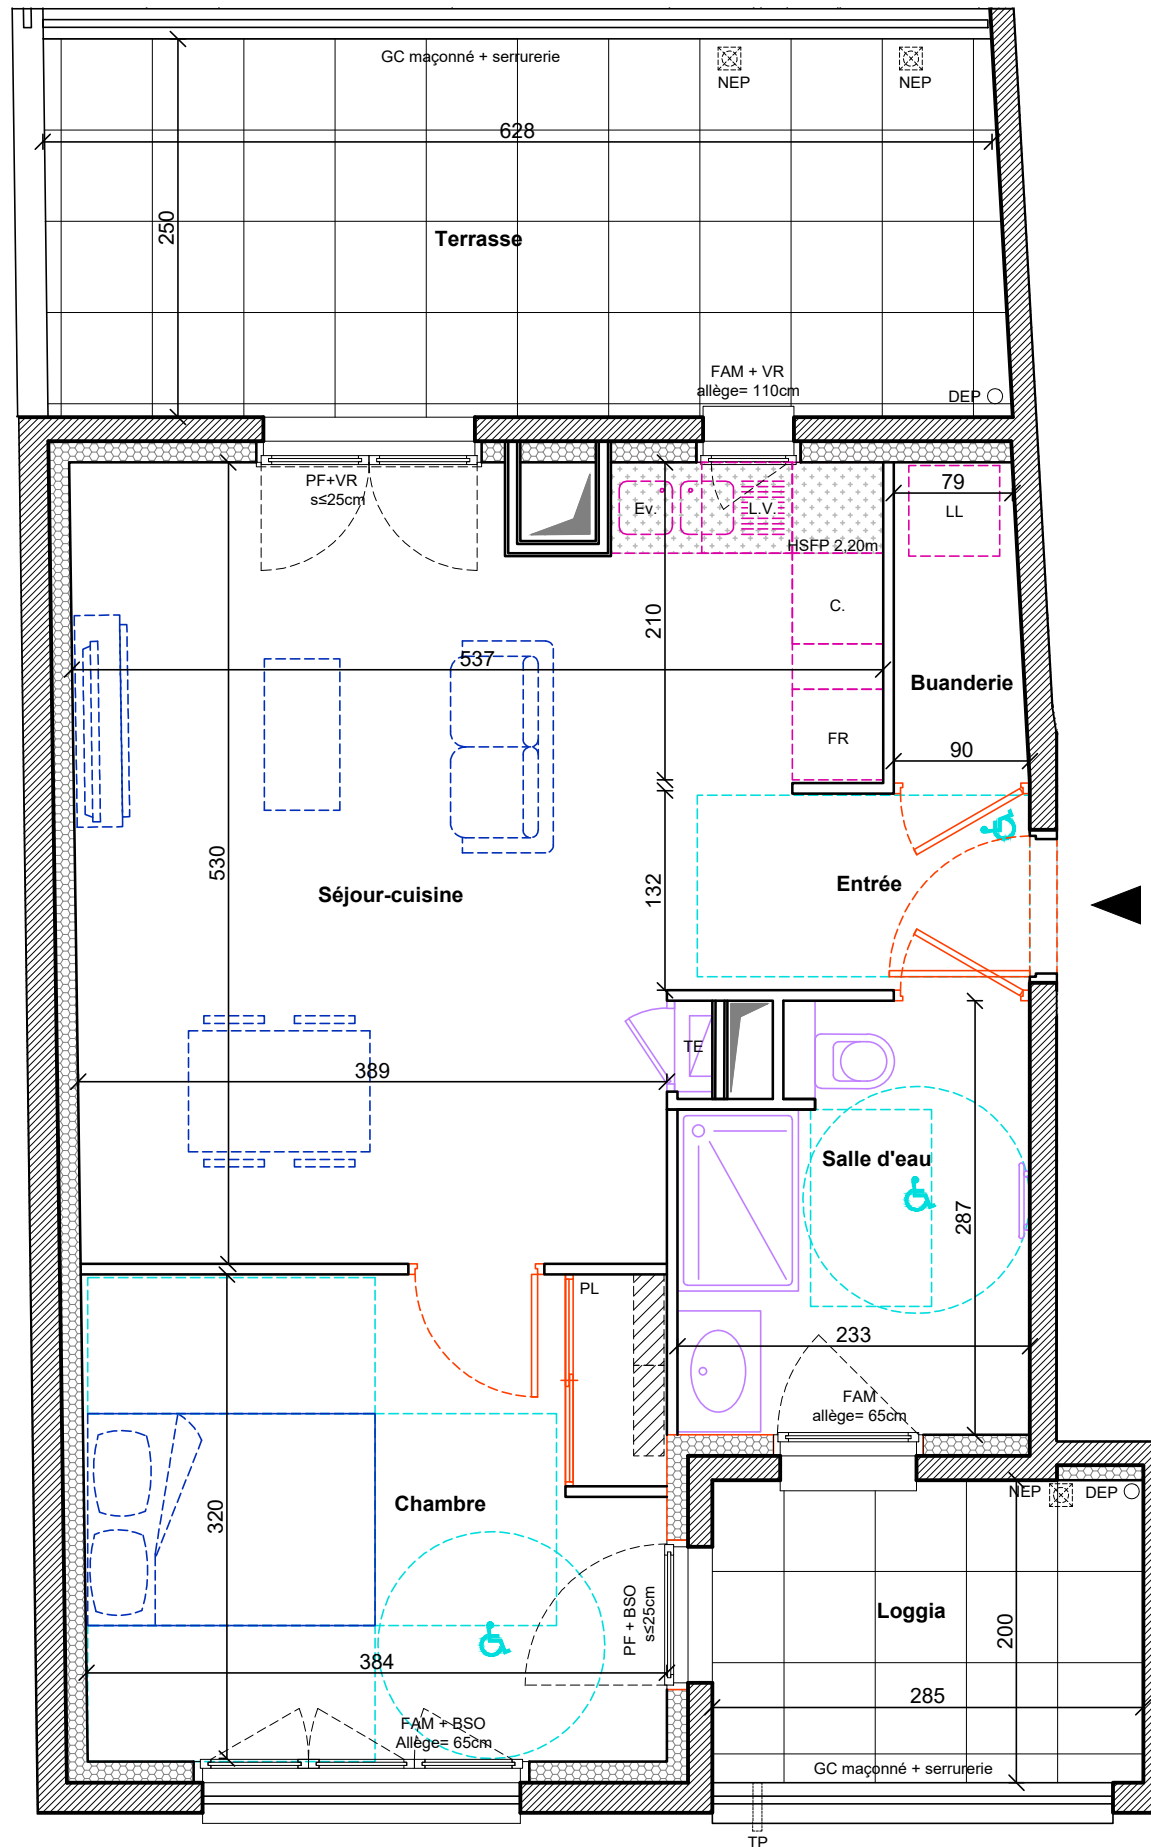 GC maçonné + serrurerie
NEP
NEP
628
250
Terrasse
FAM + VR
allège= 110cm
DEP
PF+VR
s≤25cm
Ev.
L.V.
79
LL
HSFP 2,20m
C.
210
537
Buanderie
FR
90
530
132
Entrée
Séjour-cuisine
TE
389
Salle d'eau
287
PL
233
FAM
allège= 65cm
NEP
DEP
Chambre
320
PF + BSO
s≤25cm
Loggia
200
384
285
FAM + BSO
Allège= 65cm
GC maçonné + serrurerie
TP